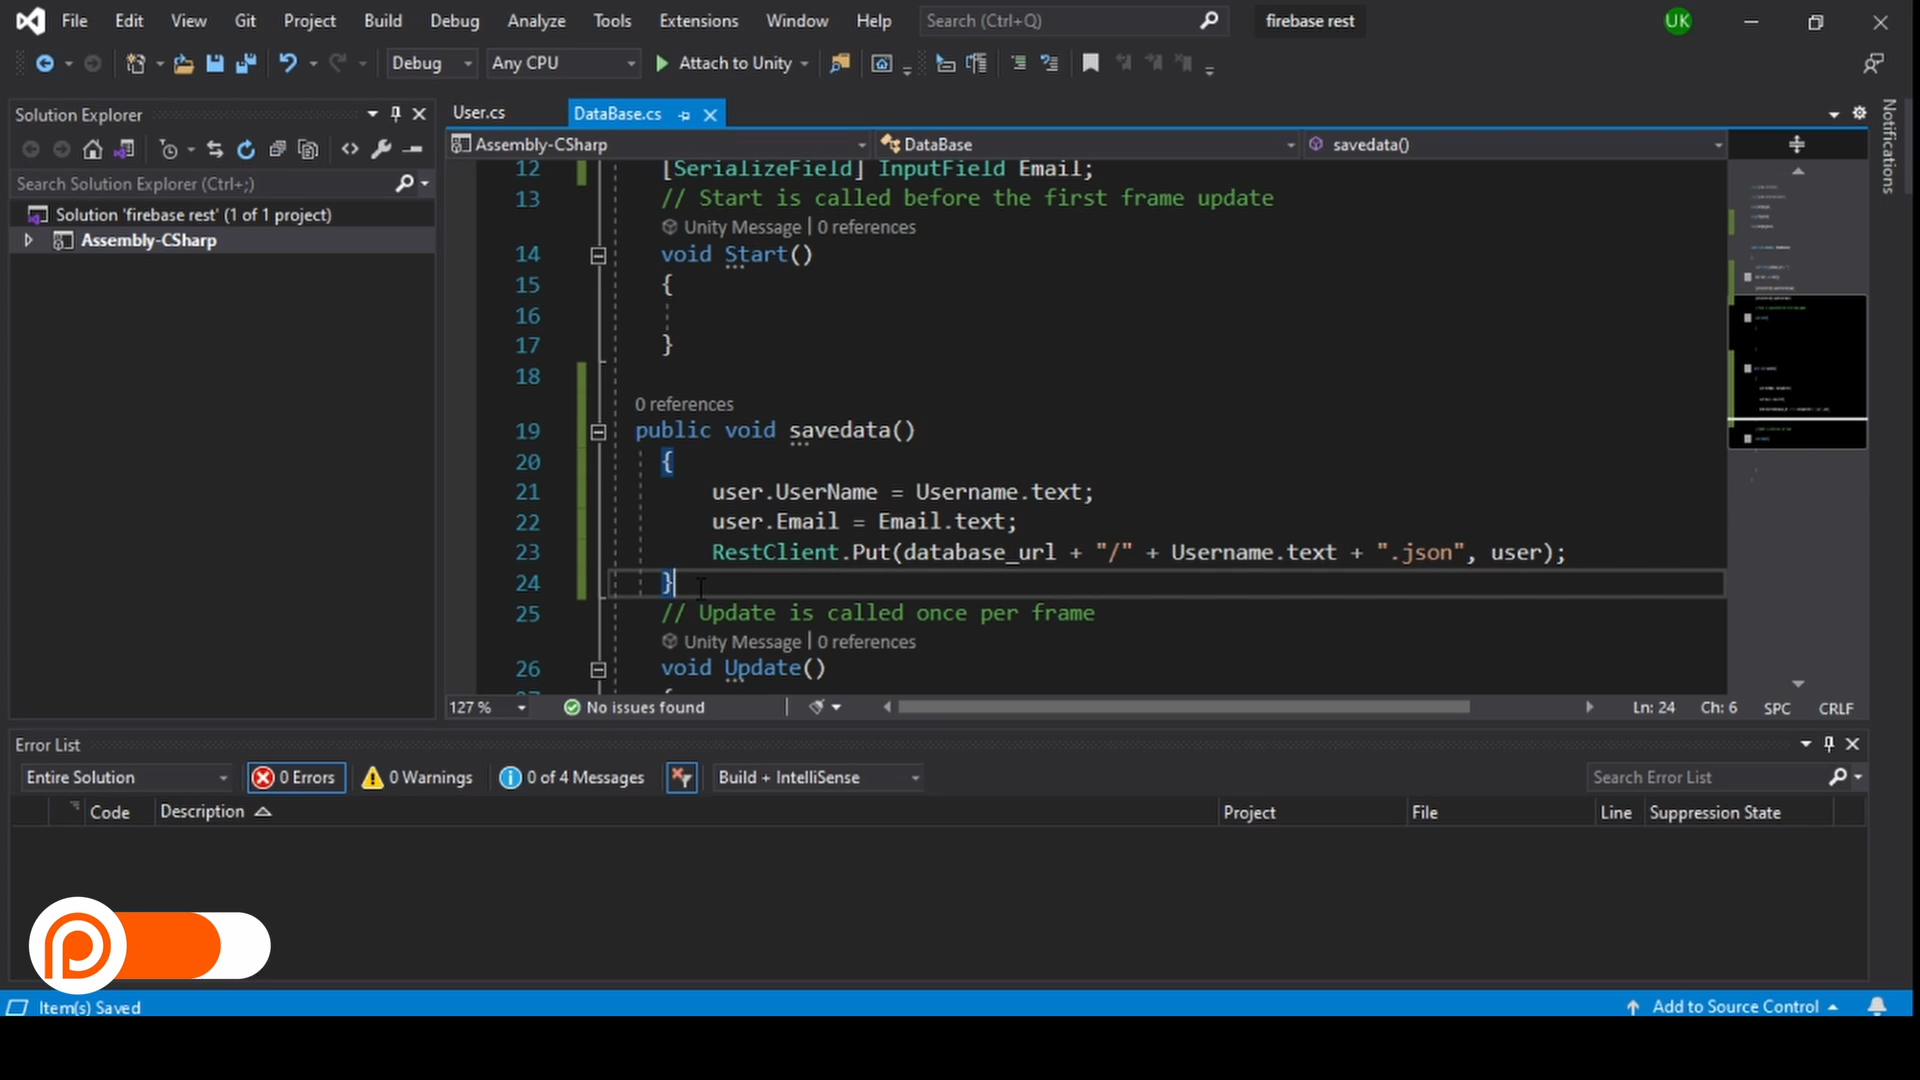 File Edit View Git Project Build Debug Analyze Tools Extensions Window Help Search (Ctrl+Q) firebase rest UK
Debug Any CPU Attach to Unity
Solution Explorer
Search Solution Explorer (Ctrl+;)
Solution 'firebase rest' (1 of 1 project)
Assembly-CSharp
User.cs DataBase.cs
Assembly-CSharp DataBase savedata()
12 [SerializeField] InputField Email;
13 // Start is called before the first frame update
Unity Message | 0 references
14 void Start()
15 {
16
17 }
18
0 references
19 public void savedata()
20 {
21 user.UserName = Username.text;
22 user.Email = Email.text;
23 RestClient.Put(database_url + "/" + Username.text + ".json", user);
24 }
25 // Update is called once per frame
Unity Message | 0 references
26 void Update()
127 % No issues found Ln: 24 Ch: 6 SPC CRLF
Notifications
Error List
Entire Solution 0 Errors 0 Warnings 0 of 4 Messages Build + IntelliSense Search Error List
Code Description Project File Line Suppression State
Item(s) Saved Add to Source Control